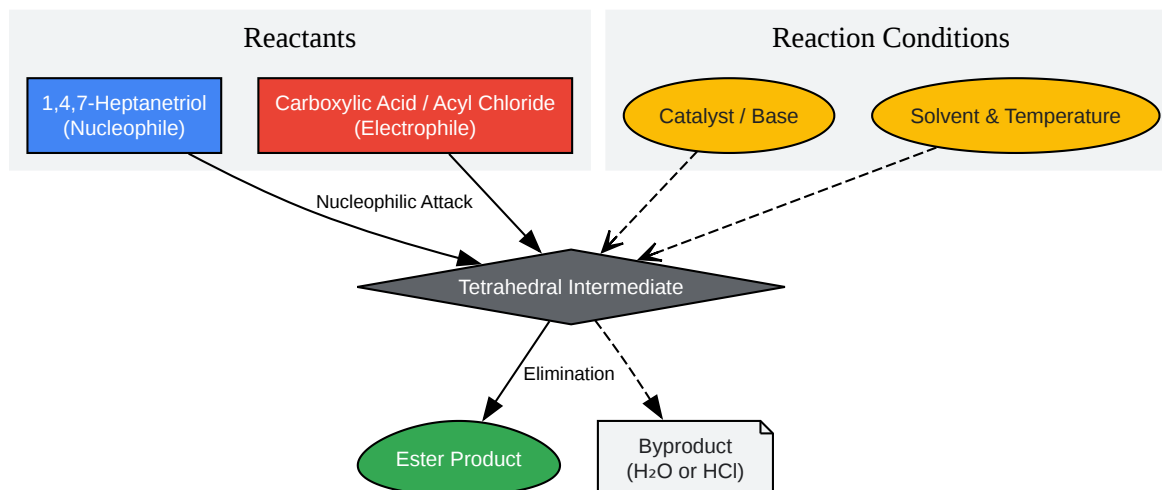 Reactants
Reaction Conditions
1,4,7-Heptanetriol
(Nucleophile)
Carboxylic Acid / Acyl Chloride
(Electrophile)
Catalyst / Base
Solvent & Temperature
Nucleophilic Attack
Tetrahedral Intermediate
Elimination
Ester Product
Byproduct
(H₂O or HCl)